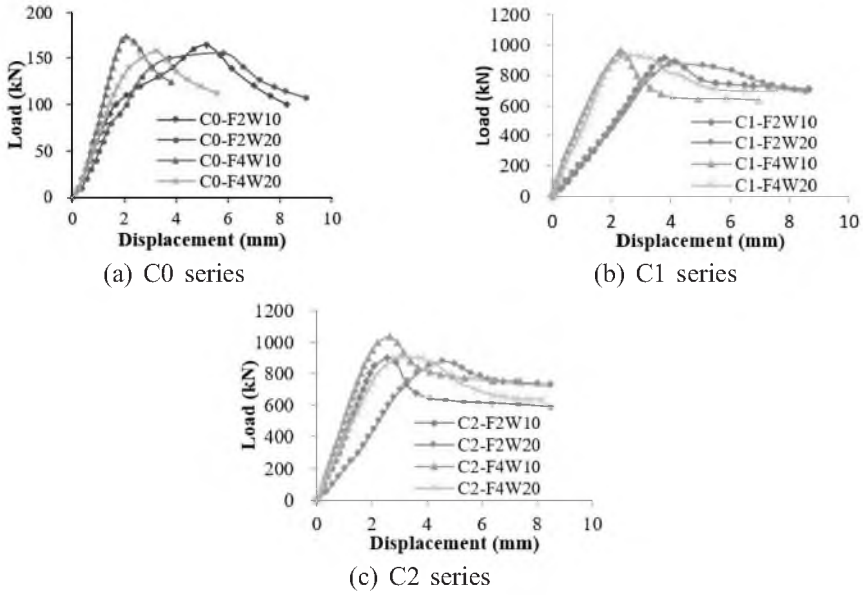 Load (kN)
200
150
100
50
0
0 2 4 6 8 10
C0-F2W10
C0-F2W20
C0-F4W10
C0-F4W20
Displacement (mm)
(a) C0 series
Load (kN)
1200
1000
800
600
400
200
0
0 2 4 6 8 10
C1-F2W10
C1-F2W20
C1-F4W10
C1-F4W20
Displacement (mm)
(b) C1 series
Load (kN)
1200
1000
800
600
400
200
0
0 2 4 6 8 10
C2-F2W10
C2-F2W20
C2-F4W10
C2-F4W20
Displacement (mm)
(c) C2 series